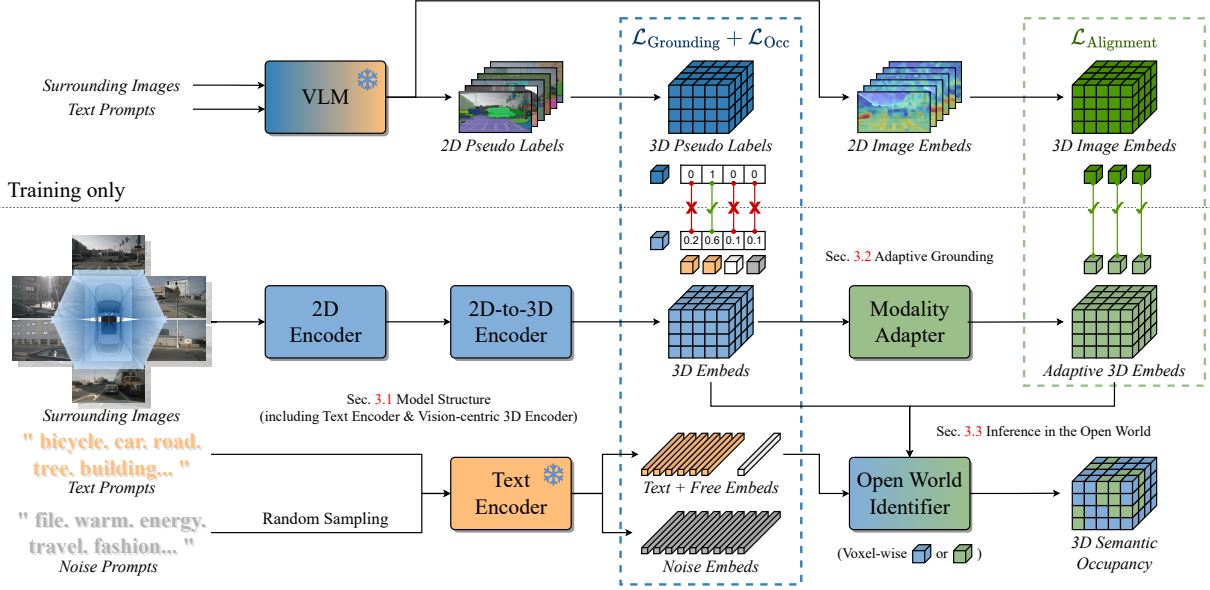 ℒGrounding + ℒOcc
ℒAlignment
Surrounding Images
Text Prompts
VLM
2D Pseudo Labels
3D Pseudo Labels
2D Image Embeds
3D Image Embeds
0 1 0 0
Training only
0.2 0.6 0.1 0.1
Sec. 3.2 Adaptive Grounding
2D
Encoder
2D-to-3D
Encoder
Modality
Adapter
3D Embeds
Adaptive 3D Embeds
Surrounding Images
Sec. 3.1 Model Structure
(including Text Encoder & Vision-centric 3D Encoder)
Sec. 3.3 Inference in the Open World
" bicycle. car. road.
tree. building... "
Text Prompts
Text
Encoder
Text + Free Embeds
Open World
Identifier
" file. warm. energy.
travel. fashion... "
Noise Prompts
Random Sampling
Noise Embeds
(Voxel-wise or )
3D Semantic
Occupancy